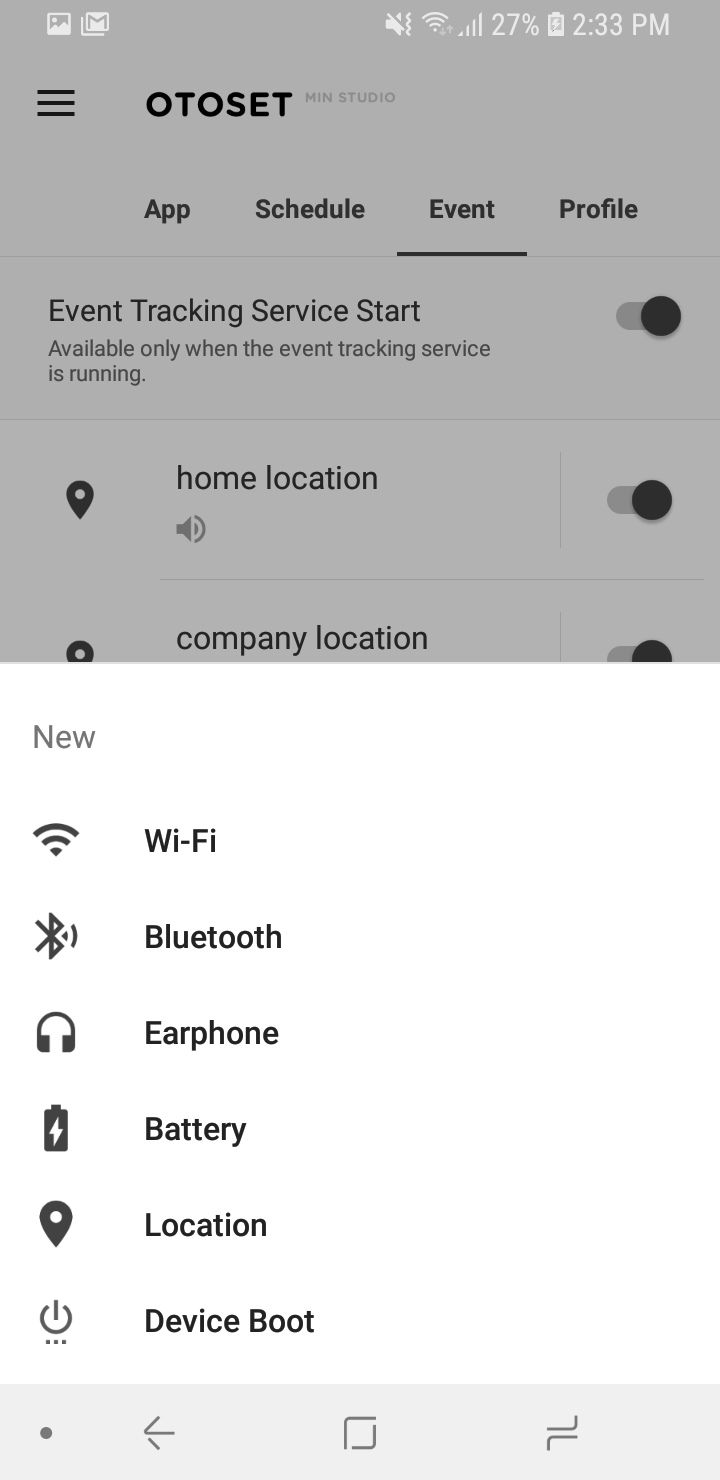 27% 2:33 PM
OTOSET MIN STUDIO
App Schedule Event Profile
Event Tracking Service Start
Available only when the event tracking service
is running.
home location
company location
New
Wi-Fi
Bluetooth
Earphone
Battery
Location
Device Boot